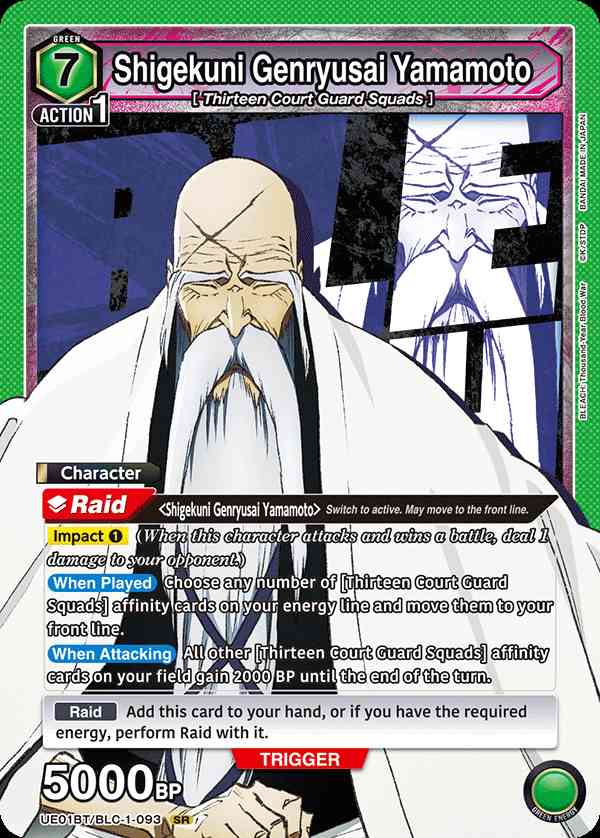 GREEN
7
Shigekuni Genryusai Yamamoto
[ Thirteen Court Guard Squads ]
ACTION 1
BANDAI MADE IN JAPAN
©K/STDP
BLEACH: Thousand-Year Blood War
Character
Raid <Shigekuni Genryusai Yamamoto> Switch to active. May move to the front line.
Impact 1 (When this character attacks and wins a battle, deal 1
damage to your opponent.)
When Played Choose any number of [Thirteen Court Guard
Squads] affinity cards on your energy line and move them to your
front line.
When Attacking All other [Thirteen Court Guard Squads] affinity
cards on your field gain 2000 BP until the end of the turn.
Raid Add this card to your hand, or if you have the required
energy, perform Raid with it.
TRIGGER
5000 BP
UE01BT/BLC-1-093 SR
GREEN ENERGY